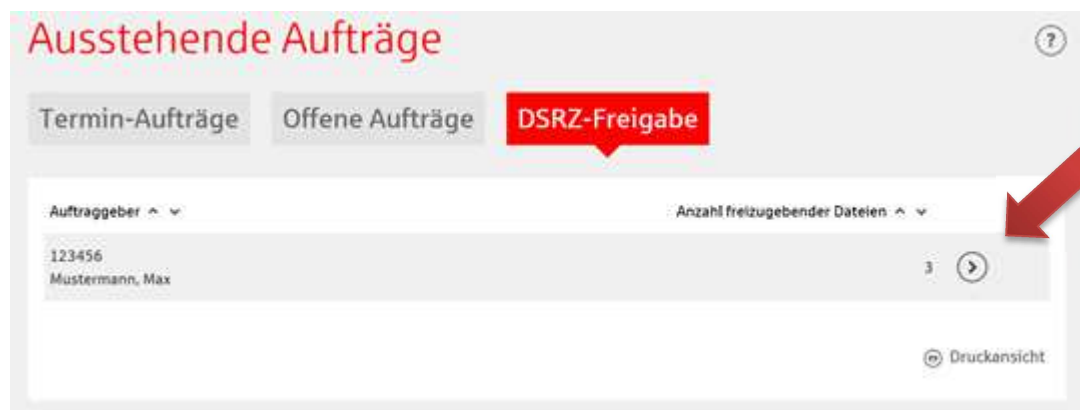 Ausstehende Aufträge
?
Termin-Aufträge Offene Aufträge DSRZ-Freigabe
Auftraggeber Anzahl freizugebender Dateien
123456
Mustermann, Max
3
Druckansicht